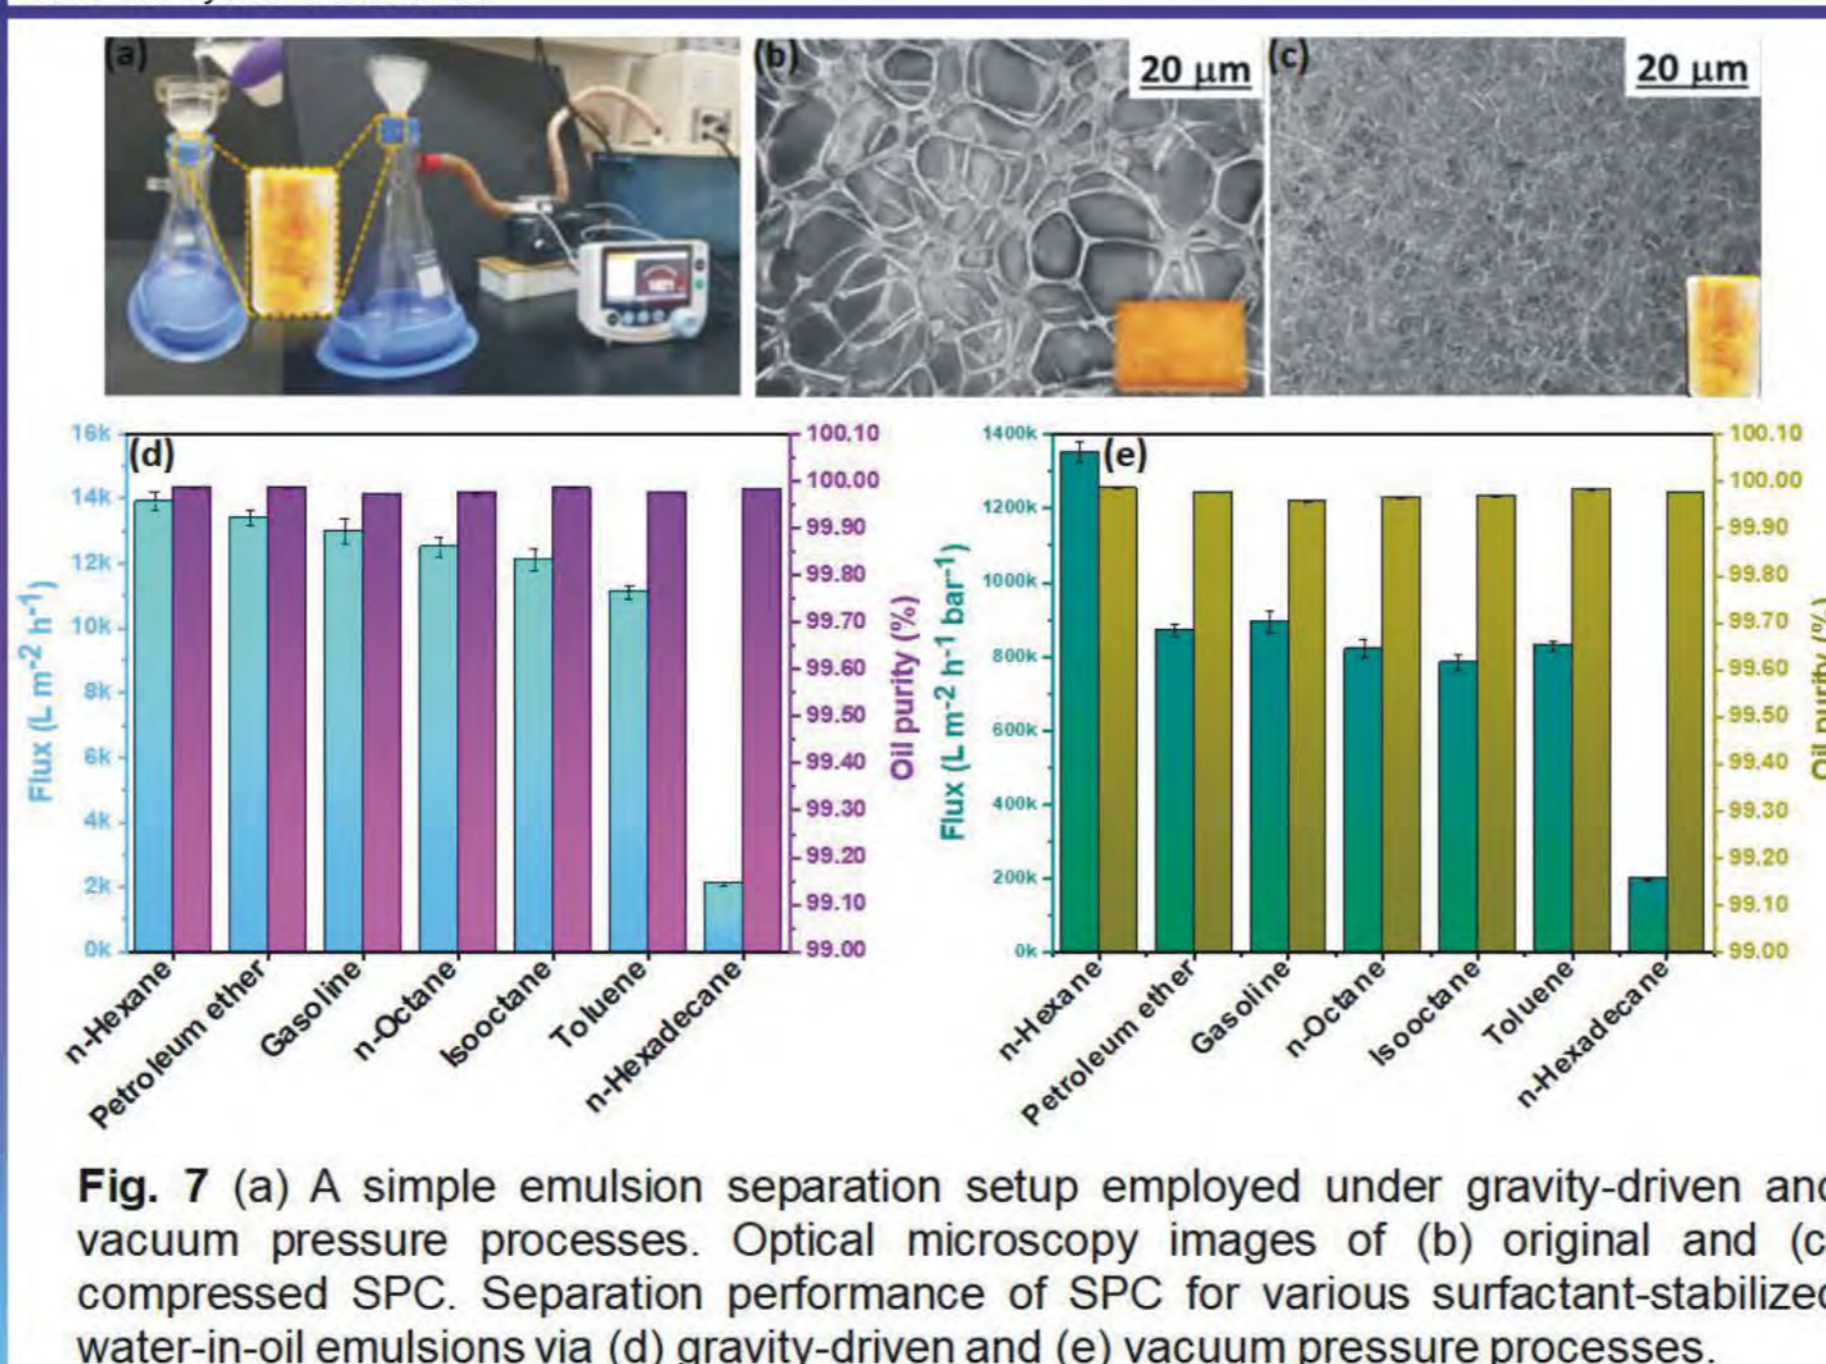 (a)
(b)
20 µm
(c)
20 µm
16k
14k
12k
10k
8k
6k
4k
2k
0k
Flux (L m-2 h-1)
(d)
100.10
100.00
99.90
99.80
99.70
99.60
99.50
99.40
99.30
99.20
99.10
99.00
Oil purity (%)
n-Hexane
Petroleum ether
Gasoline
n-Octane
Isooctane
Toluene
n-Hexadecane
1400k
1200k
1000k
800k
600k
400k
200k
0k
Flux (L m-2 h-1 bar-1)
(e)
100.10
100.00
99.90
99.80
99.70
99.60
99.50
99.40
99.30
99.20
99.10
99.00
Oil purity (%)
n-Hexane
Petroleum ether
Gasoline
n-Octane
Isooctane
Toluene
n-Hexadecane
Fig. 7 (a) A simple emulsion separation setup employed under gravity-driven and
vacuum pressure processes. Optical microscopy images of (b) original and (c
compressed SPC. Separation performance of SPC for various surfactant-stabilized
water-in-oil emulsions via (d) gravity-driven and (e) vacuum pressure processes.